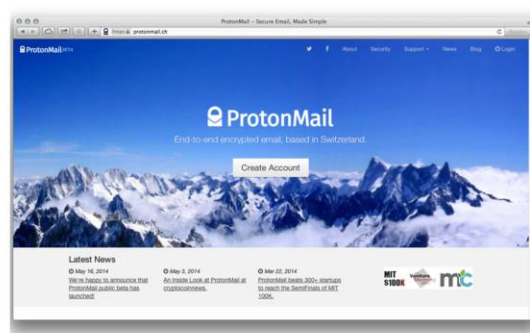 ProtonMail – Secure Email, Made Simple
https protonmail.ch
ProtonMail BETA
About Security Support News Blog Login
ProtonMail
End-to-end encrypted email, based in Switzerland.
Create Account
Latest News
May 16, 2014
We're happy to announce that
ProtonMail public beta has
launched!
May 3, 2014
An Inside Look at ProtonMail at
cryptocoinnews.
Mar 22, 2014
ProtonMail beats 300+ startups
to reach the SemiFinals of MIT
100K.
MIT
$100K
mc